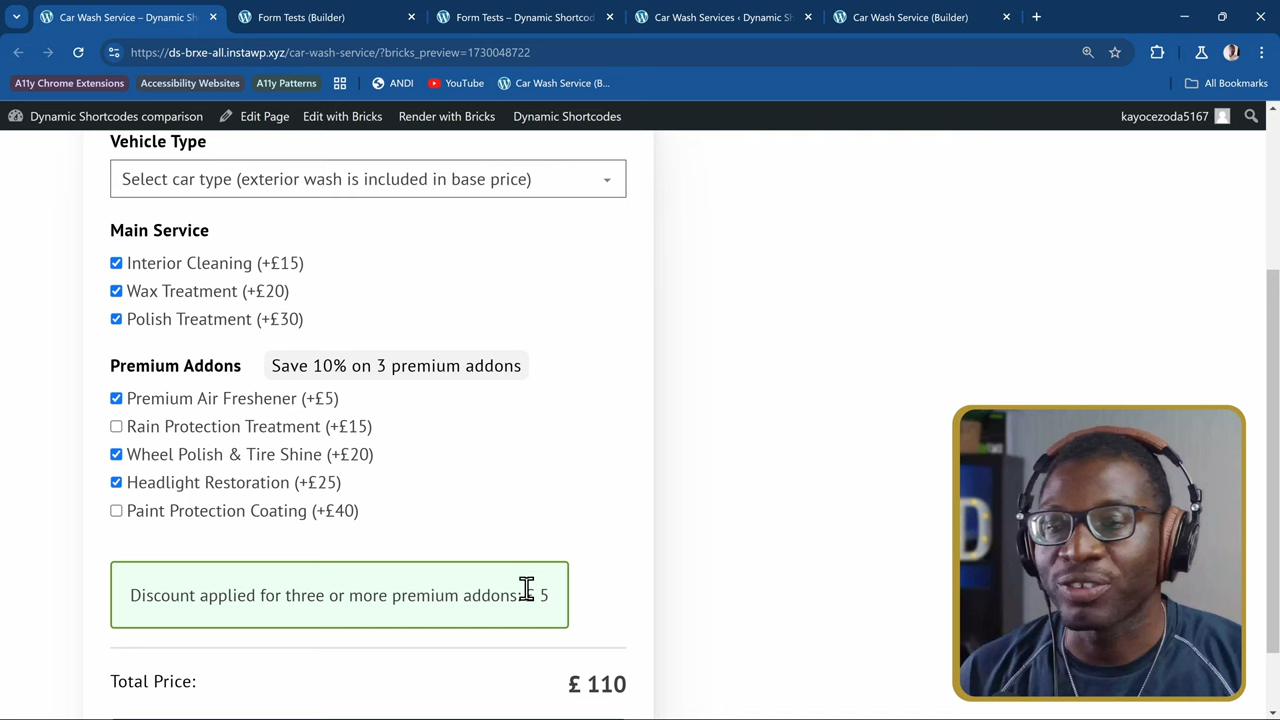 Car Wash Service – Dynamic Sh
Form Tests (Builder)
Form Tests – Dynamic Shortcod
Car Wash Services ‹ Dynamic Sh
Car Wash Service (Builder)
https://ds-brxe-all.instawp.xyz/car-wash-service/?bricks_preview=1730048722
A11y Chrome Extensions
Accessibility Websites
A11y Patterns
ANDI
YouTube
Car Wash Service (B...
All Bookmarks
Dynamic Shortcodes comparison
Edit Page
Edit with Bricks
Render with Bricks
Dynamic Shortcodes
kayocezoda5167
Vehicle Type
Select car type (exterior wash is included in base price)
Main Service
Interior Cleaning (+£15)
Wax Treatment (+£20)
Polish Treatment (+£30)
Premium Addons Save 10% on 3 premium addons
Premium Air Freshener (+£5)
Rain Protection Treatment (+£15)
Wheel Polish & Tire Shine (+£20)
Headlight Restoration (+£25)
Paint Protection Coating (+£40)
Discount applied for three or more premium addons: £ 5
Total Price: £ 110